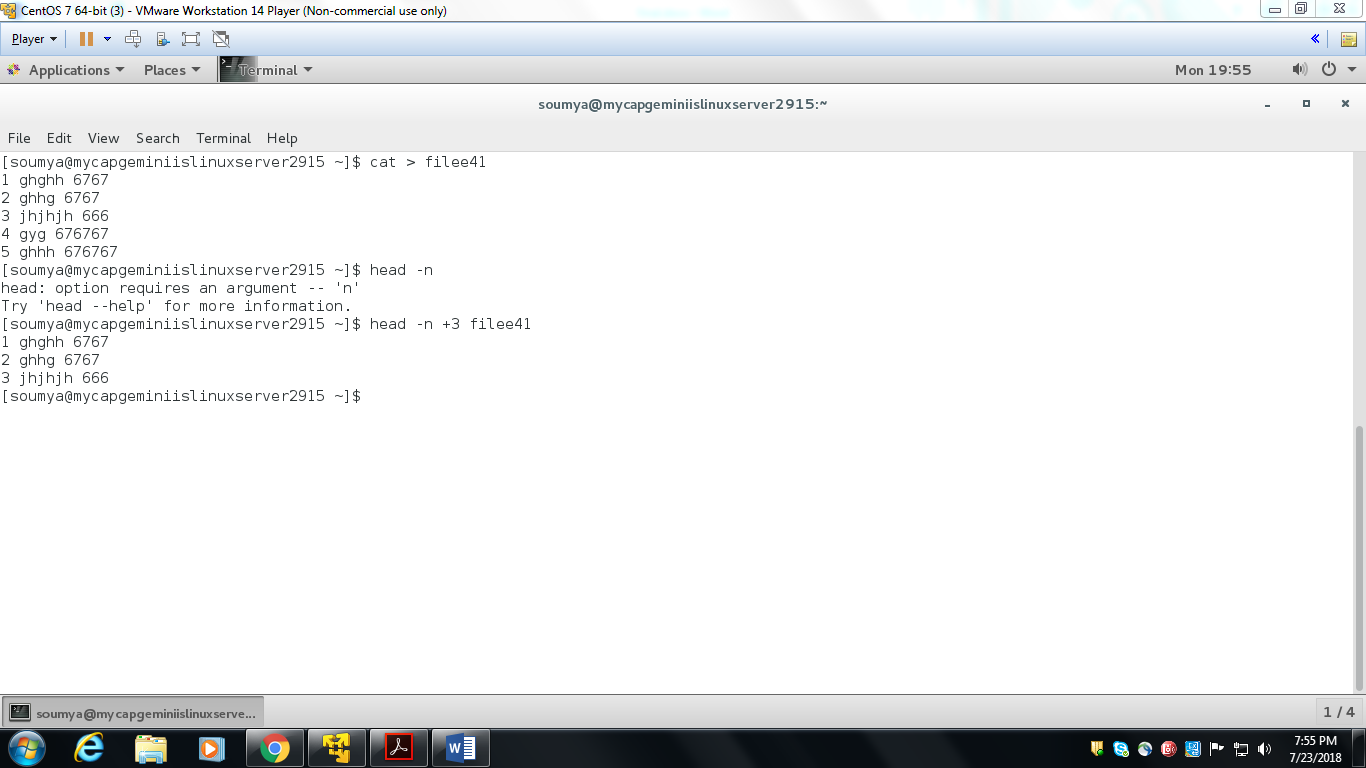 CentOS 7 64-bit (3) - VMware Workstation 14 Player (Non-commercial use only)
Player
Applications Places Terminal Mon 19:55
soumya@mycapgeminiislinuxserver2915:~
File Edit View Search Terminal Help
[soumya@mycapgeminiislinuxserver2915 ~]$ cat > filee41
1 ghghh 6767
2 ghhg 6767
3 jhjhjh 666
4 gyg 676767
5 ghhh 676767
[soumya@mycapgeminiislinuxserver2915 ~]$ head -n
head: option requires an argument -- 'n'
Try 'head --help' for more information.
[soumya@mycapgeminiislinuxserver2915 ~]$ head -n +3 filee41
1 ghghh 6767
2 ghhg 6767
3 jhjhjh 666
[soumya@mycapgeminiislinuxserver2915 ~]$
soumya@mycapgeminiislinuxserve... 1 / 4
7:55 PM
7/23/2018